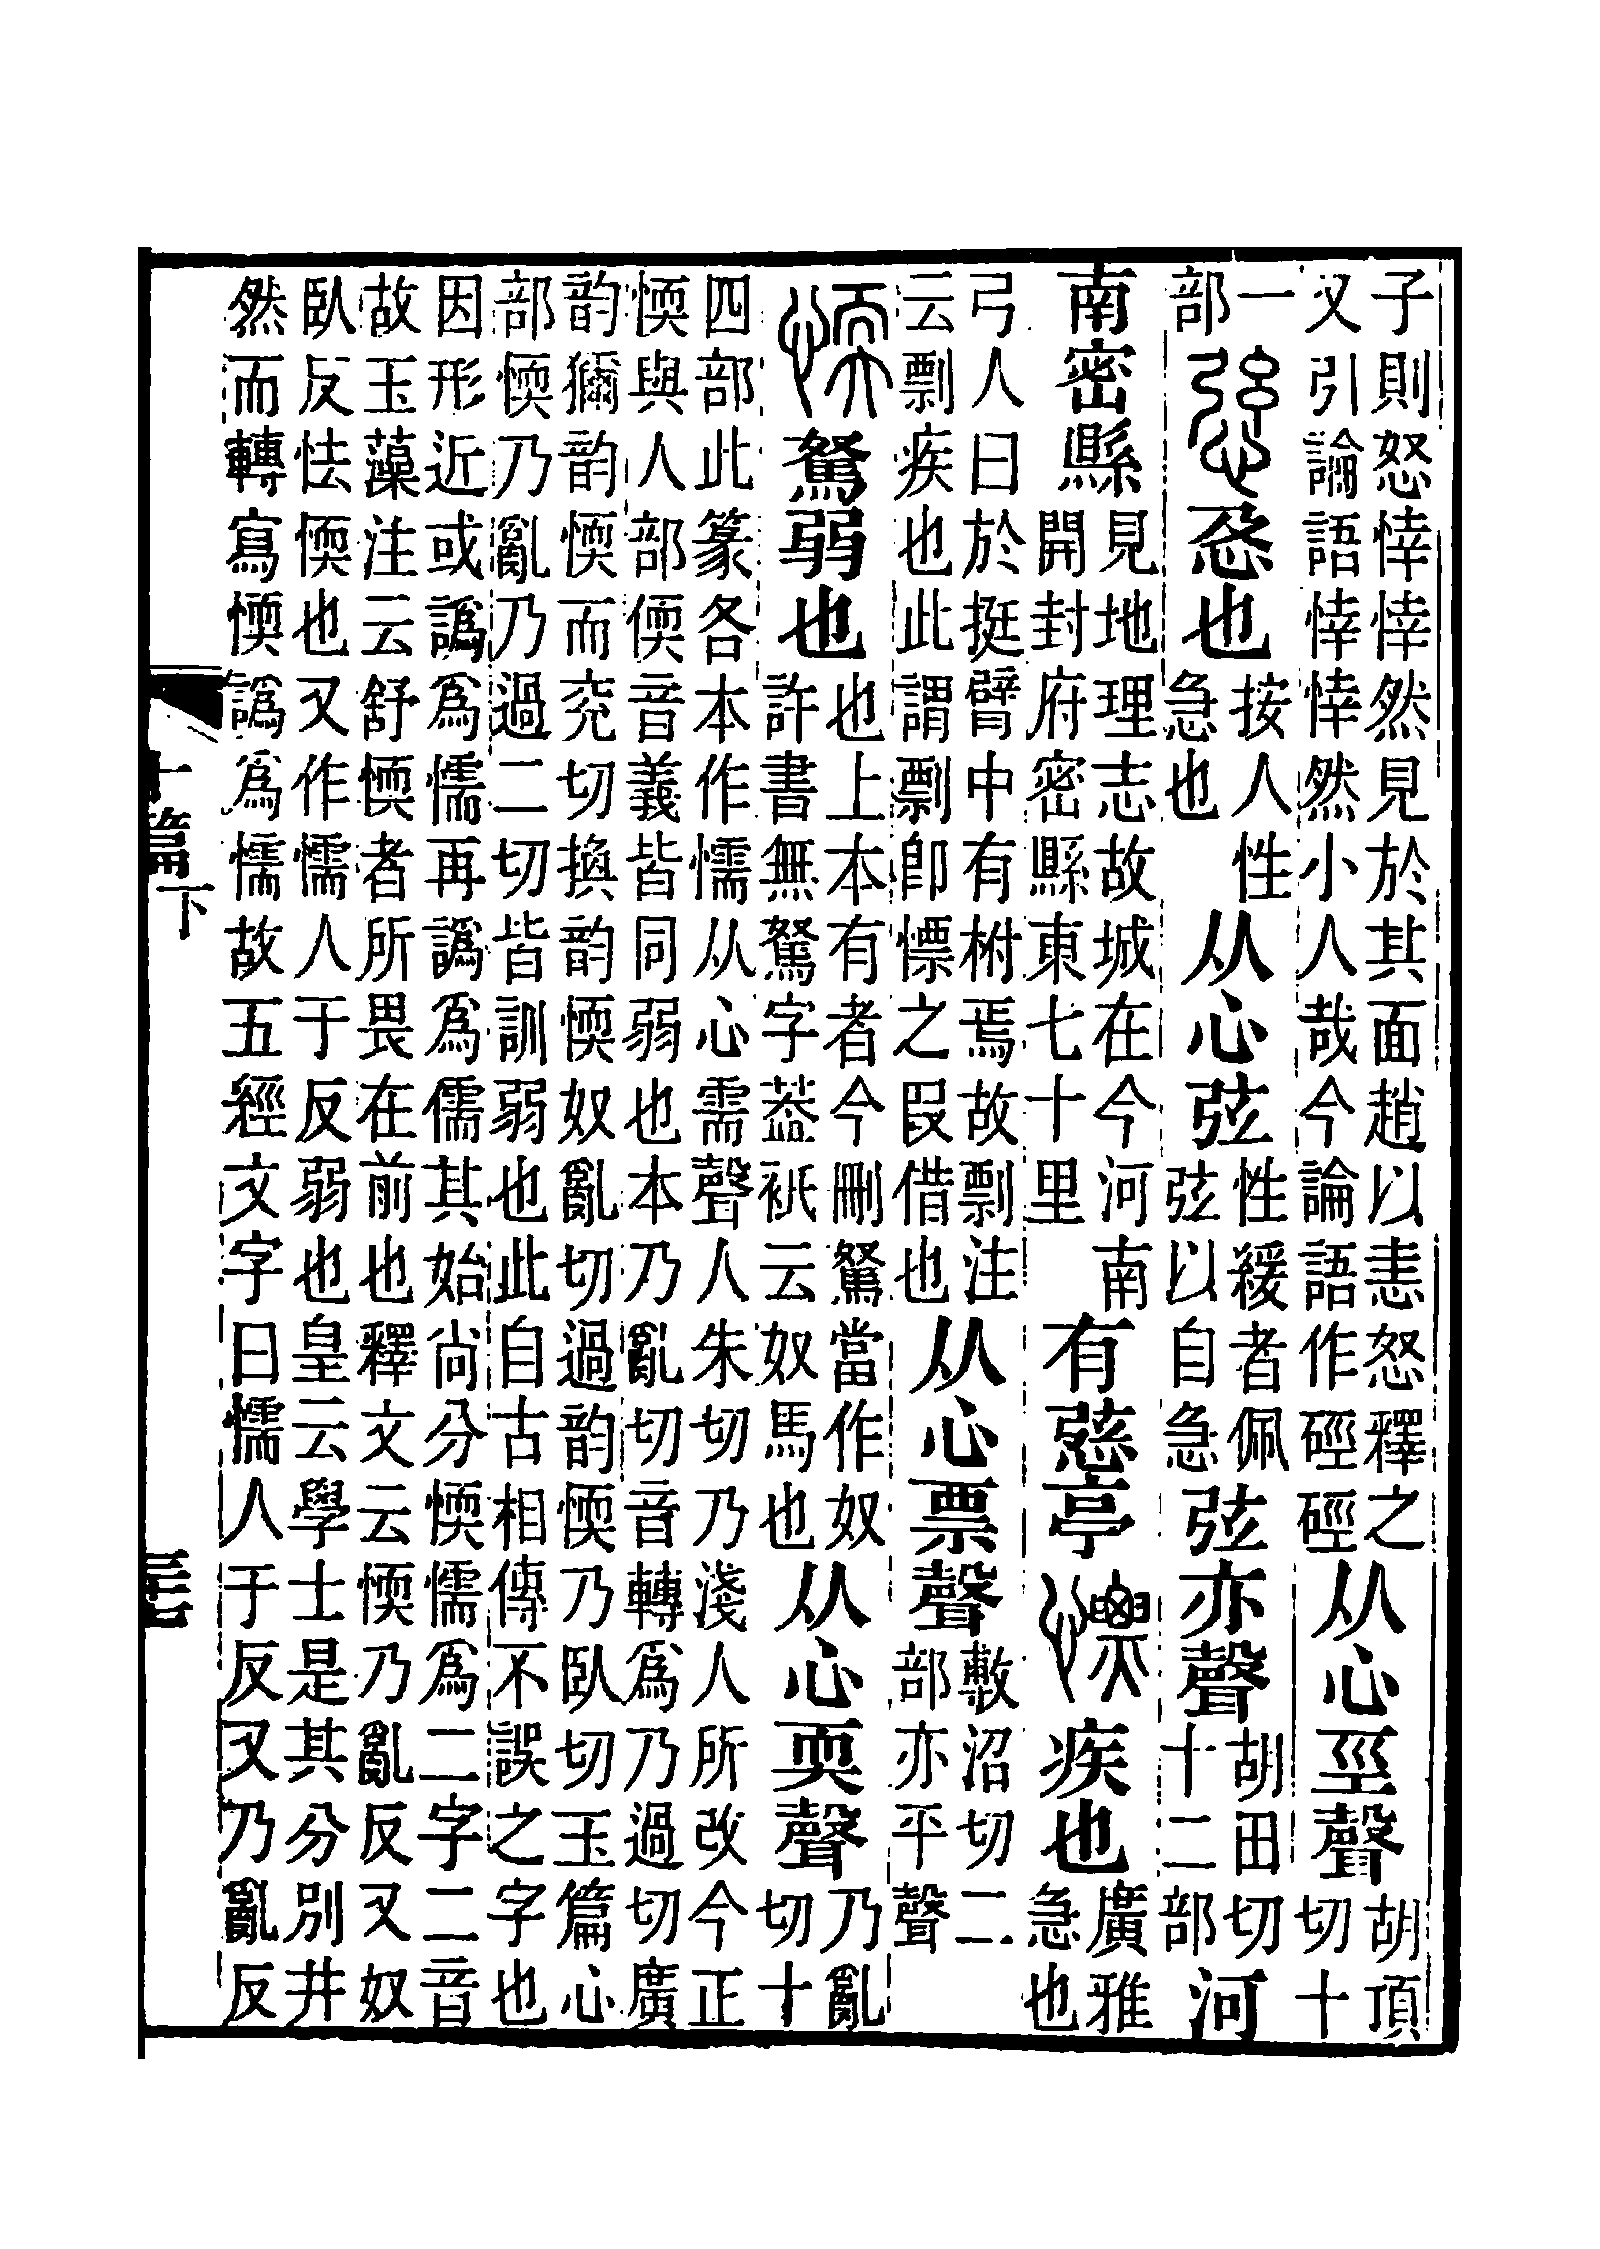 子則怒悻悻然見於其面趙以恚怒釋之又引論語悻悻然小人哉今論語作硜硜从心巠聲胡頂切十
一部㤂也按人性急也从心弦性緩者佩弦以自急弦亦聲胡田切十二部河
南密縣見地理志故城在今河南開封府密縣東七十里有亭慓疾也廣雅急也
弓人曰於挺臂中有柎焉故剽注云剽疾也此謂剽卽慓之叚借也从心票聲敷沼切二部亦平聲
愞駑弱也也上本有者今刪駑當作奴許書無駑字葢祇云奴馬也从心耎聲乃亂切十
四部此篆各本作懦从心需聲人朱切乃淺人所改今正愞與人部偄音義皆同弱也本乃亂切音轉爲乃過切廣
韵獮韵愞而兖切換韵愞奴亂切過韵愞乃臥切玉篇心部愞乃亂乃過二切皆訓弱也此自古相傳不誤之字也
因形近或譌爲懦再譌爲儒其始尙分愞懦爲二字二音故玉藻注云舒愞者所畏在前也釋文云愞乃亂反又奴
臥反怯愞也又作懦人于反弱也皇云學士是其分別井然而轉寫愞譌爲懦故五經文字曰懦人于反又乃亂反
十篇下